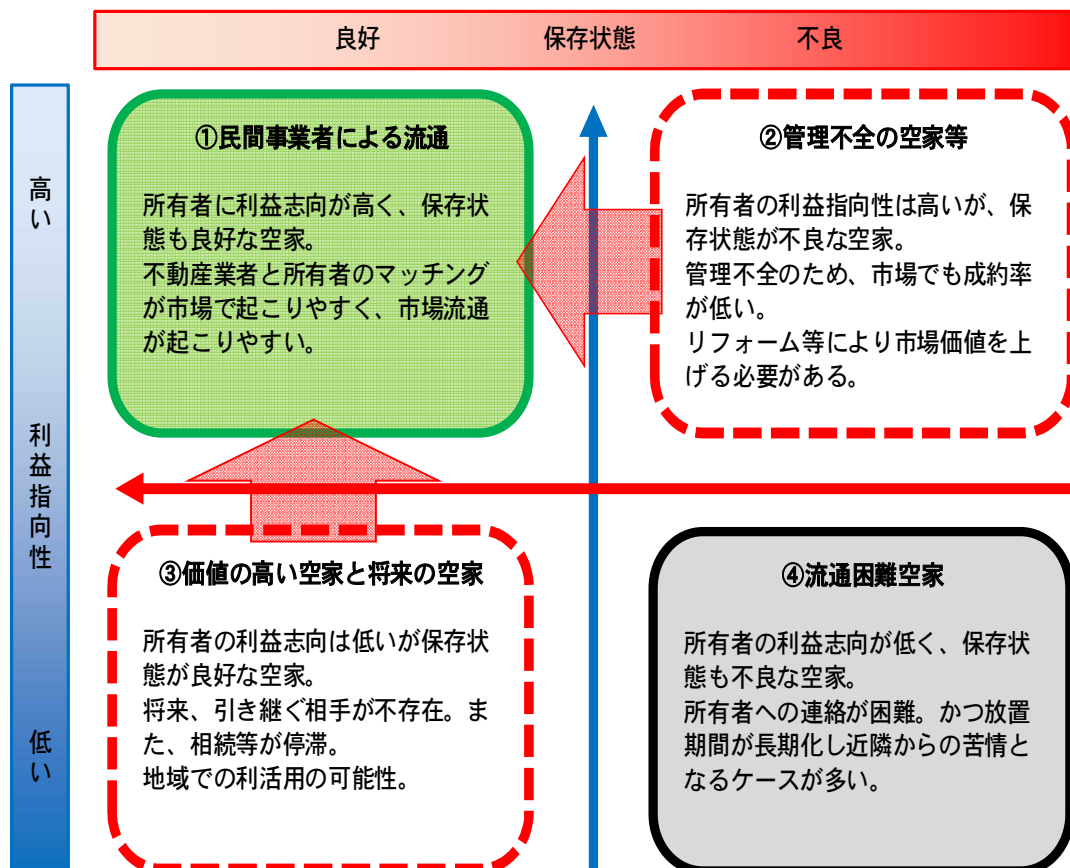 良好
保存状態
不良
高い
利益指向性
低い
①民間事業者による流通
所有者に利益志向が高く、保存状
態も良好な空家。
不動産業者と所有者のマッチング
が市場で起こりやすく、市場流通
が起こりやすい。
②管理不全の空家等
所有者の利益指向性は高いが、保
存状態が不良な空家。
管理不全のため、市場でも成約率
が低い。
リフォーム等により市場価値を上
げる必要がある。
③価値の高い空家と将来の空家
所有者の利益志向は低いが保存状
態が良好な空家。
将来、引き継ぐ相手が不存在。ま
た、相続等が停滞。
地域での利活用の可能性。
④流通困難空家
所有者の利益志向が低く、保存状
態も不良な空家。
所有者への連絡が困難。かつ放置
期間が長期化し近隣からの苦情と
なるケースが多い。